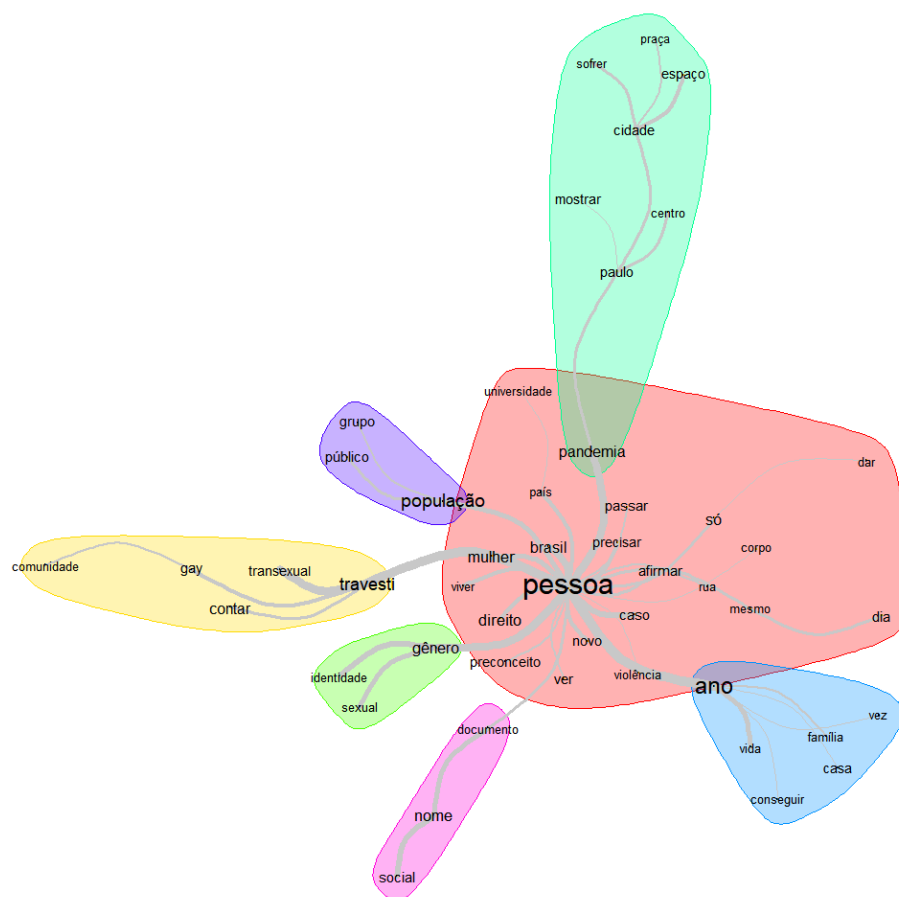 praça
sofrer
espaço
cidade
mostrar
centro
paulo
universidade
grupo
pandemia
público
dar
país
população
passar
só
brasil
precisar
corpo
mulher
comunidade
gay
transexual
travesti
viver
pessoa
afirmar
rua
contar
mesmo
direito
caso
dia
gênero
novo
preconceito
identidade
ver
violência
ano
sexual
vez
documento
família
vida
casa
conseguir
nome
social